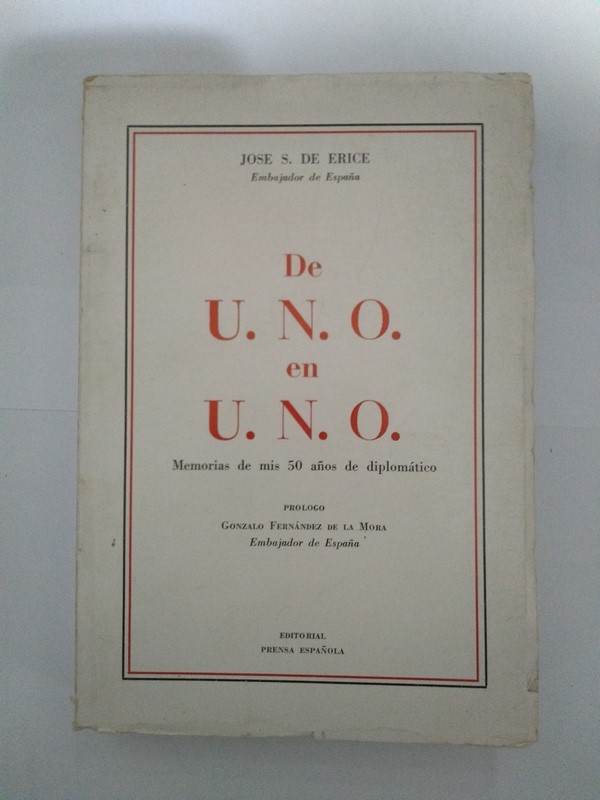 JOSE S. DE ERICE
Embajador de España
De
U. N. O.
en
U. N. O.
Memorias de mis 50 años de diplomático
PROLOGO
GONZALO FERNÁNDEZ DE LA MORA
Embajador de España
EDITORIAL
PRENSA ESPAÑOLA